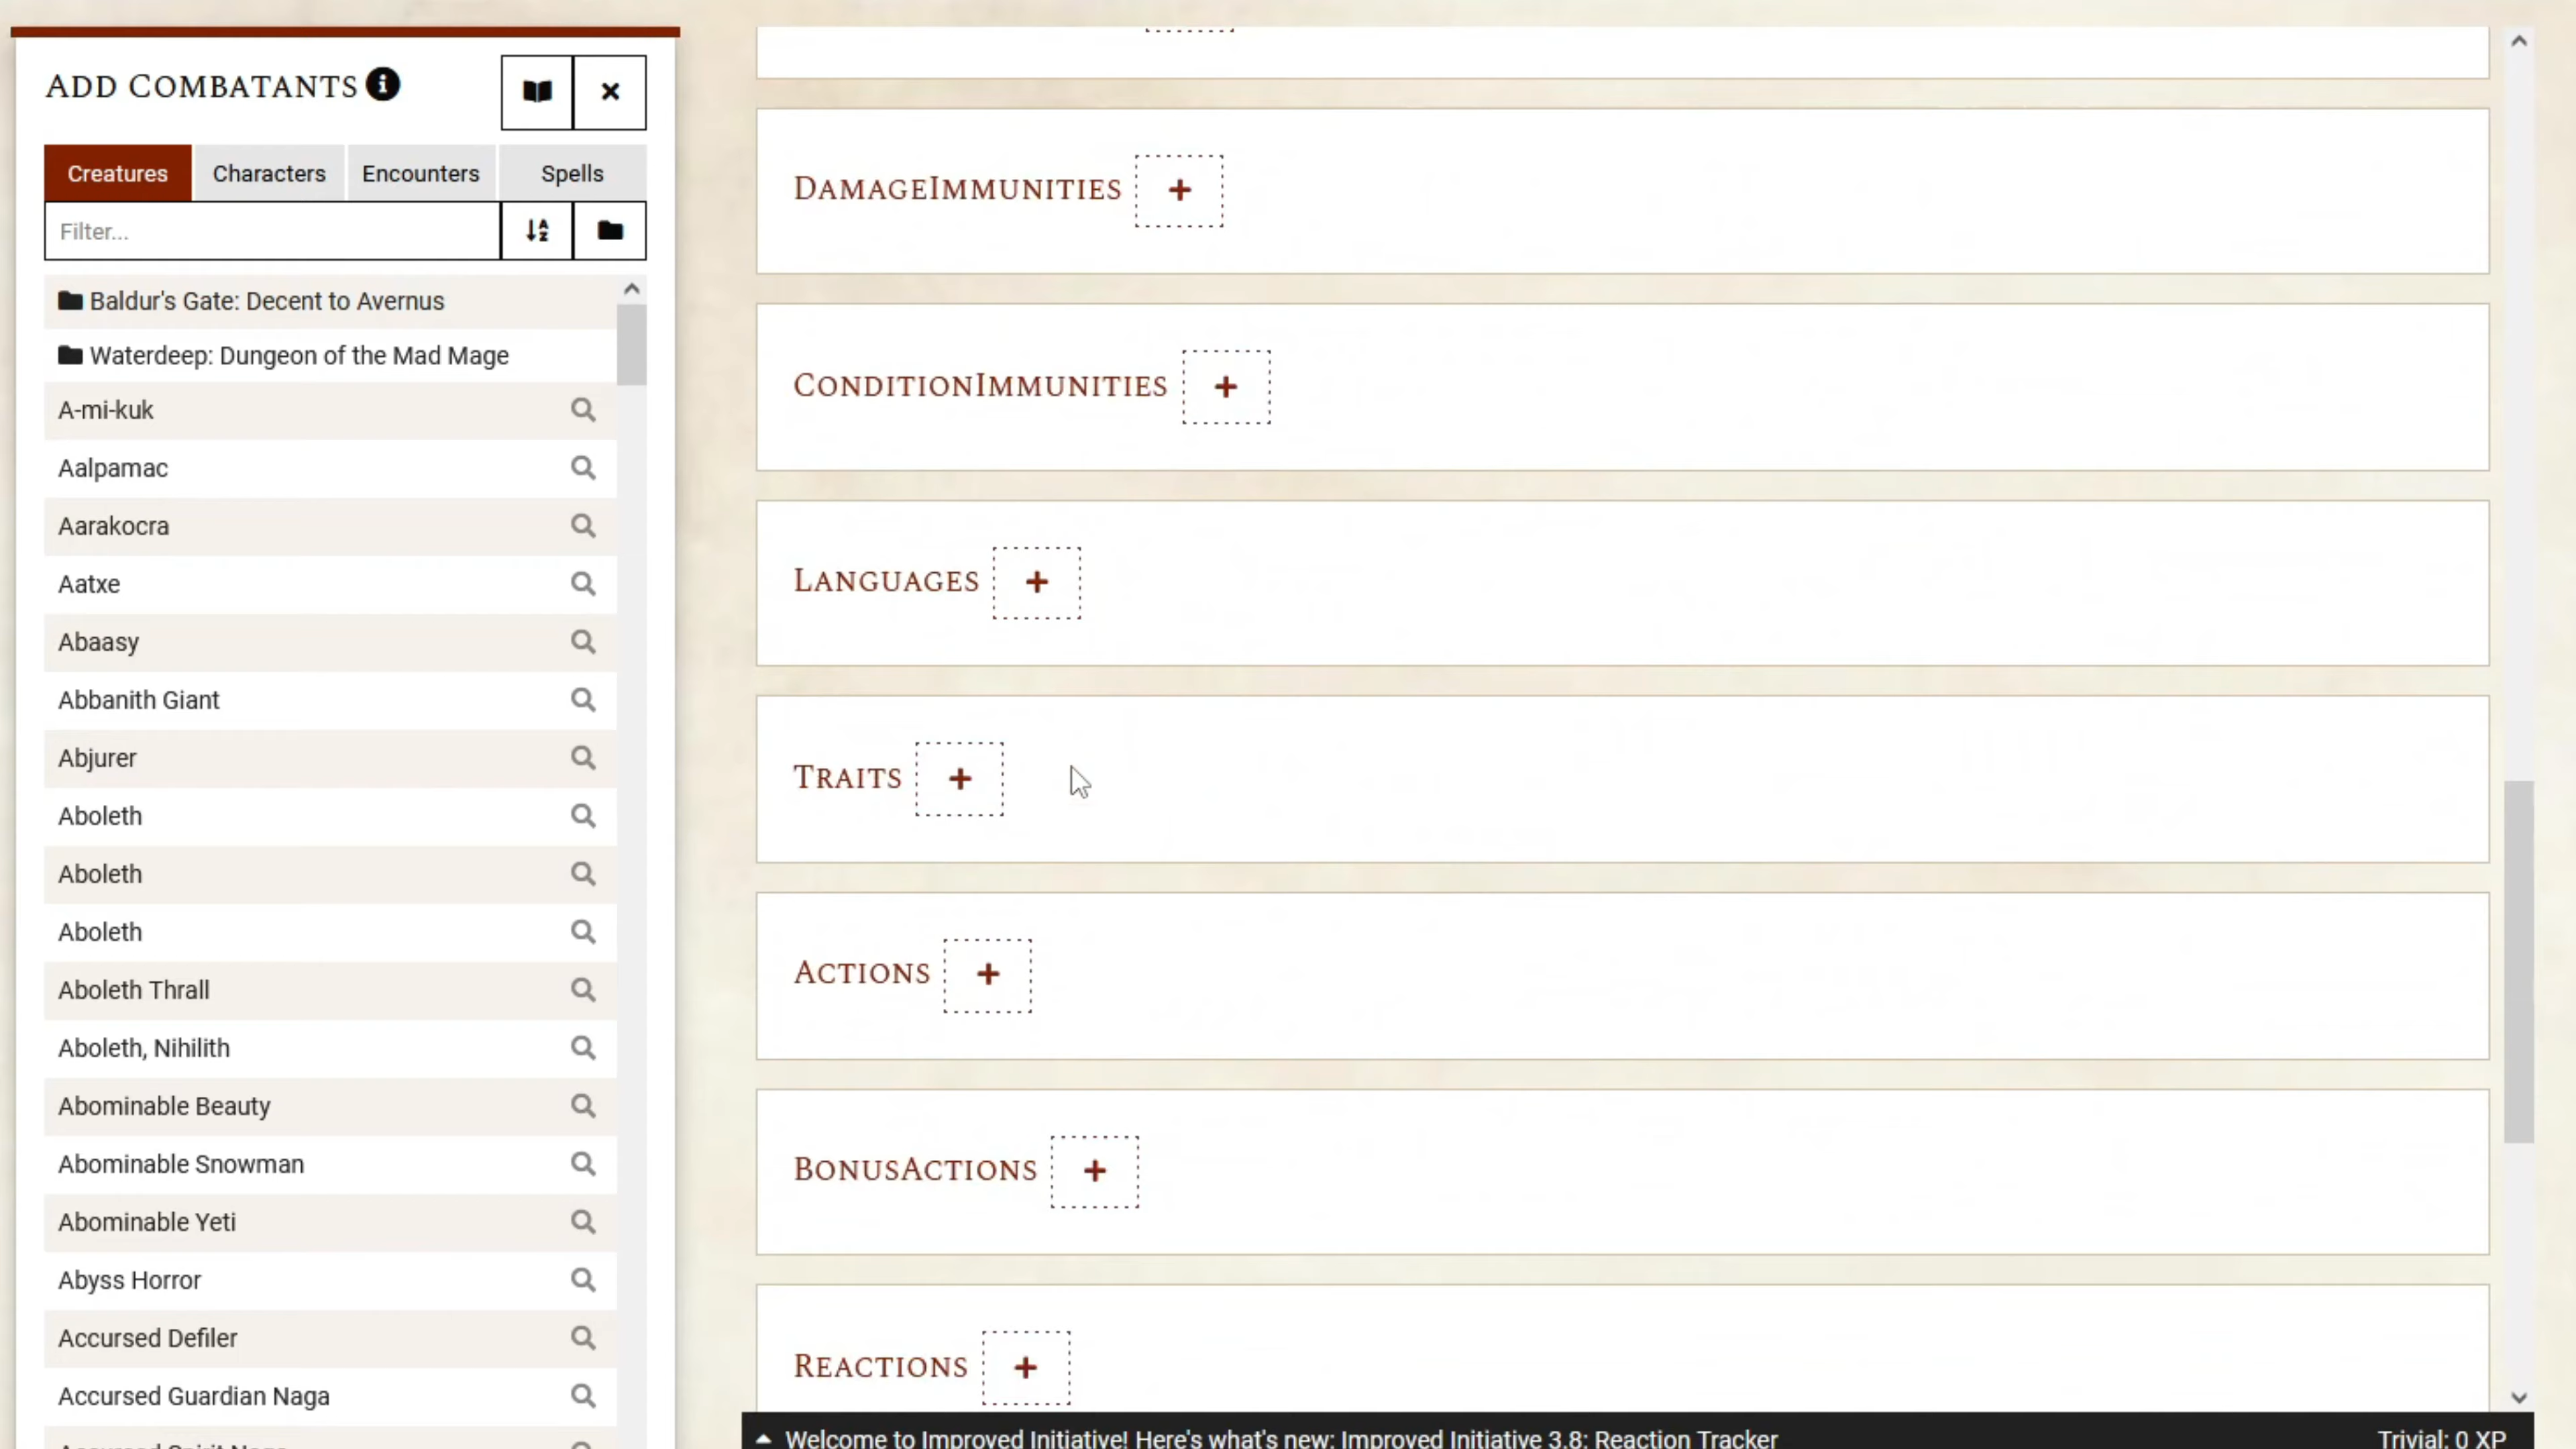 ADD COMBATANTS
Creatures
Characters
Encounters
Spells
Filter...
Baldur's Gate: Decent to Avernus
Waterdeep: Dungeon of the Mad Mage
A-mi-kuk
Aalpamac
Aarakocra
Aatxe
Abaasy
Abbanith Giant
Abjurer
Aboleth
Aboleth
Aboleth
Aboleth Thrall
Aboleth, Nihilith
Abominable Beauty
Abominable Snowman
Abominable Yeti
Abyss Horror
Accursed Defiler
Accursed Guardian Naga
DAMAGEIMMUNITIES
CONDITIONIMMUNITIES
LANGUAGES
TRAITS
ACTIONS
BONUSACTIONS
REACTIONS
Welcome to Improved Initiative! Here's what's new: Improved Initiative 3.8: Reaction Tracker
Trivial: 0 XP